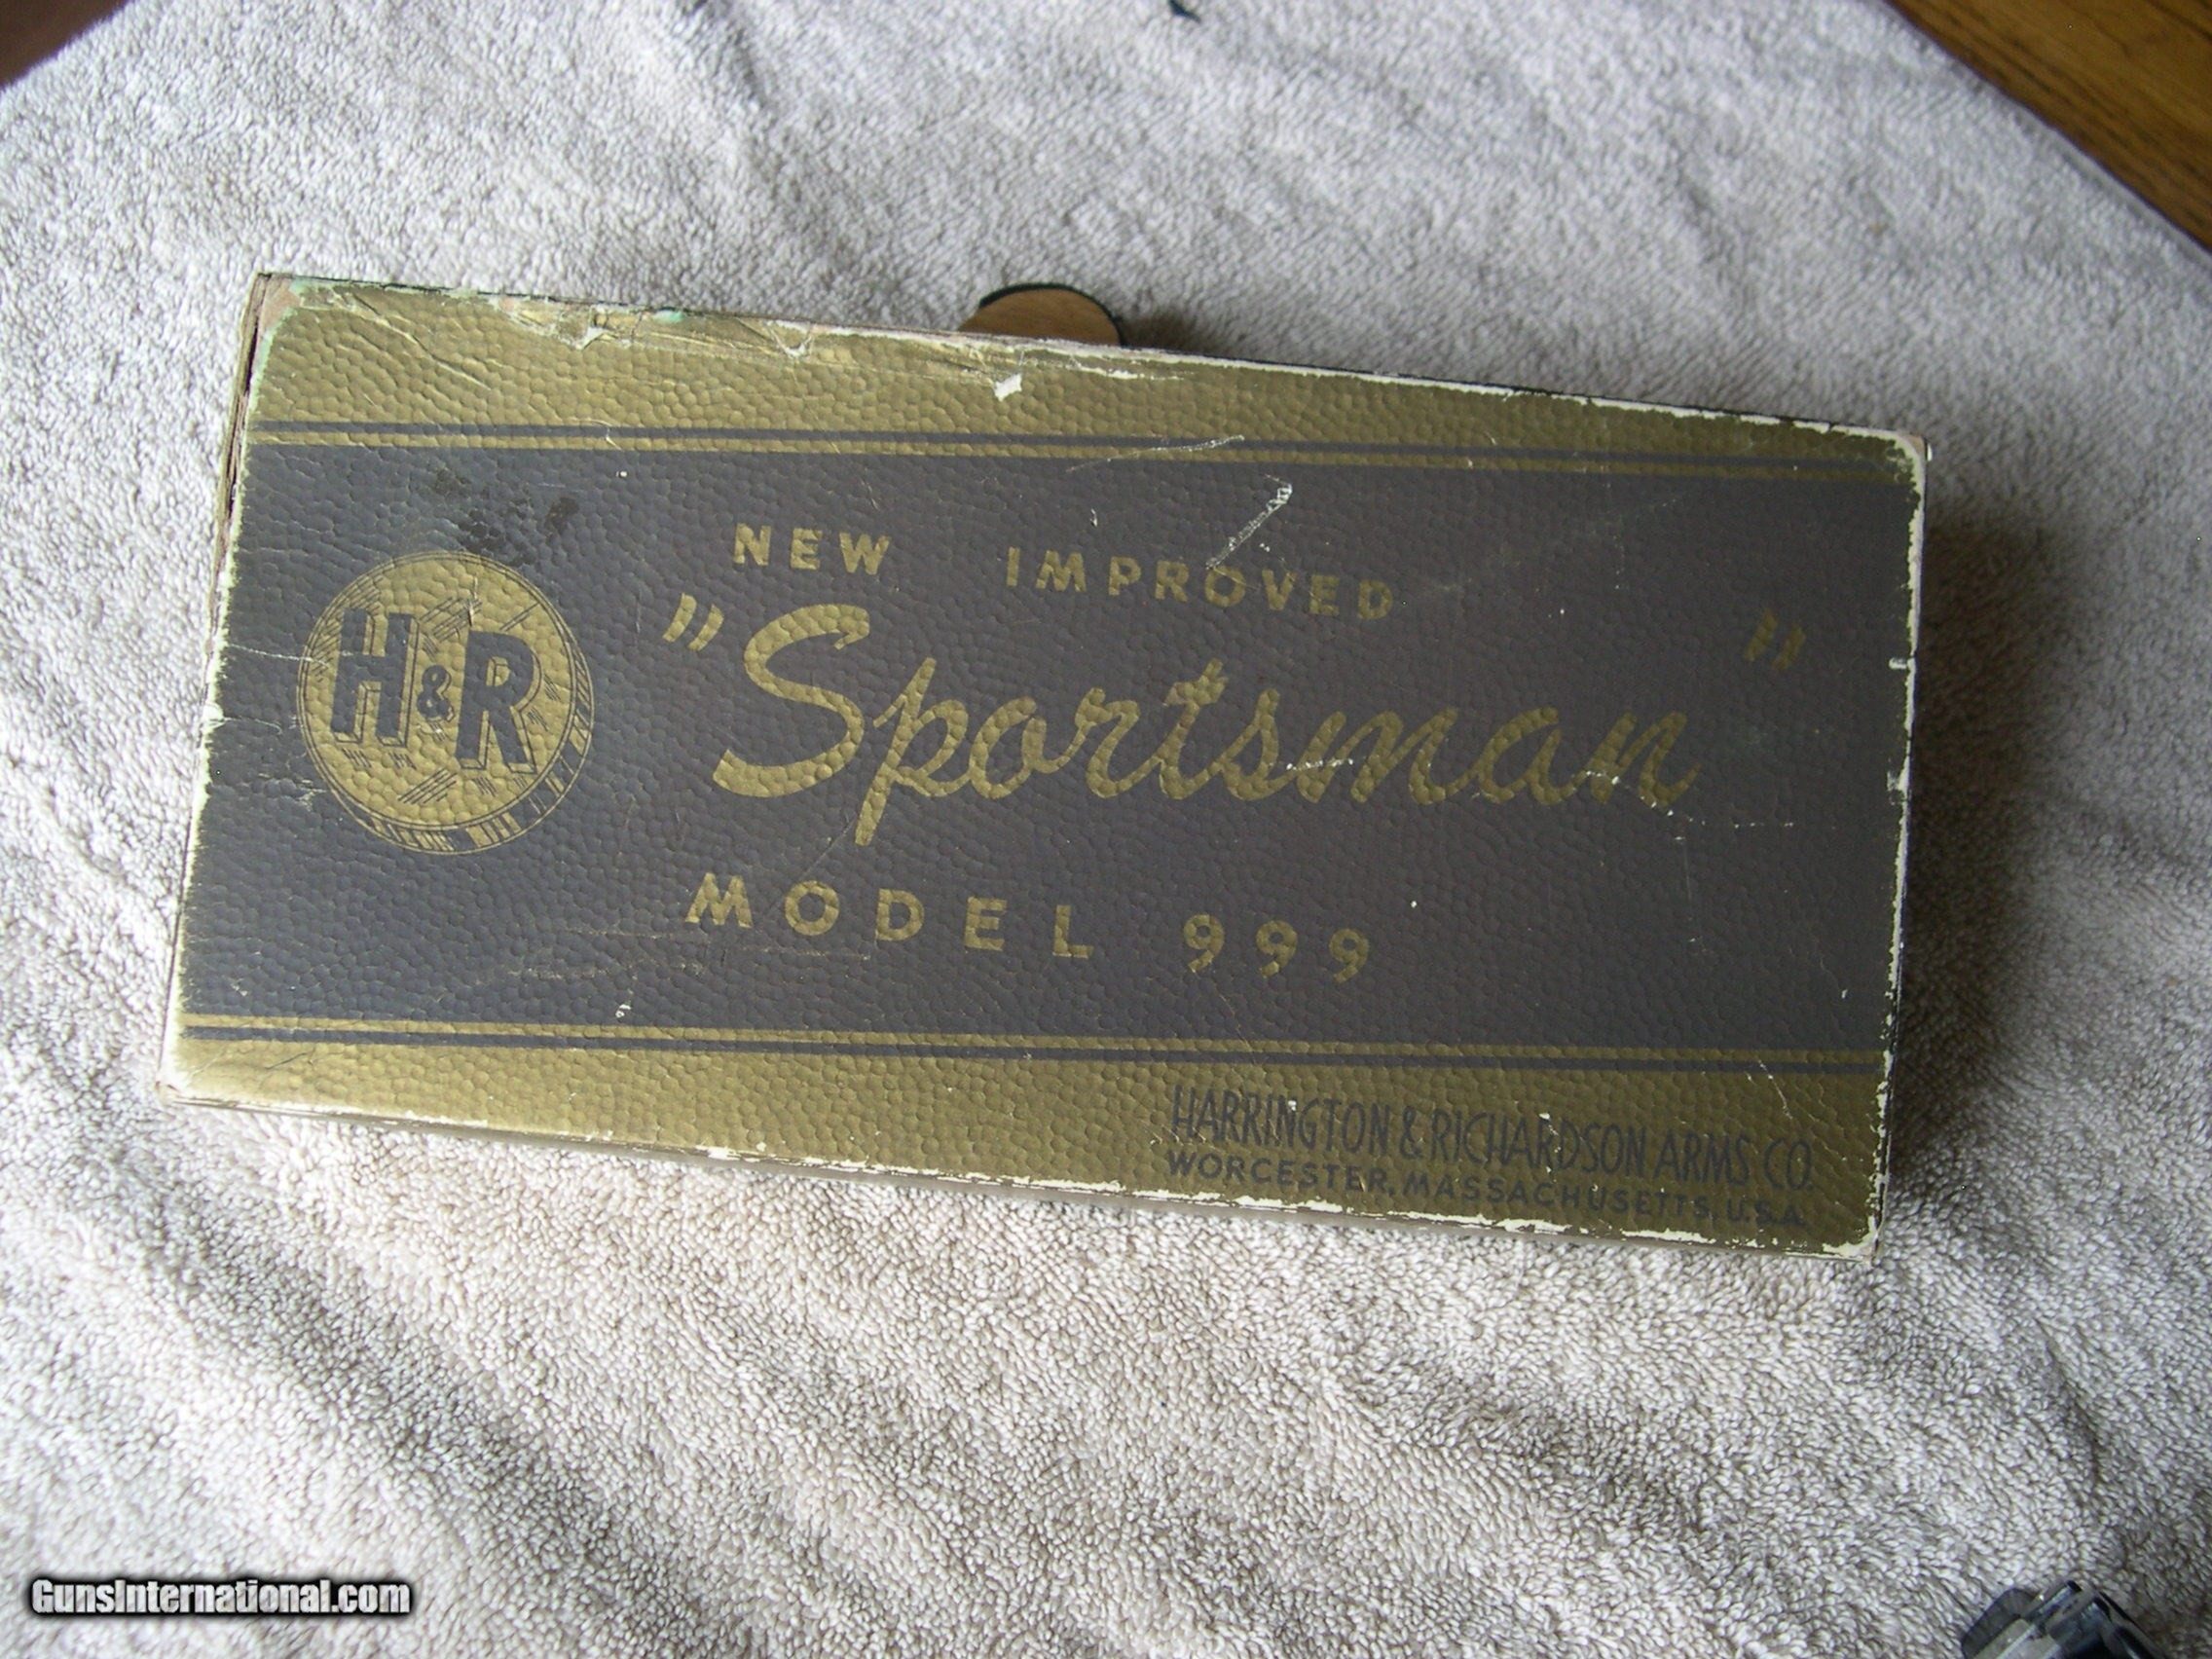 H&R
NEW IMPROVED
"Sportsman"
MODEL 999
HARRINGTON & RICHARDSON ARMS CO.
WORCESTER, MASSACHUSETTS, U.S.A.
GunsInternational.com